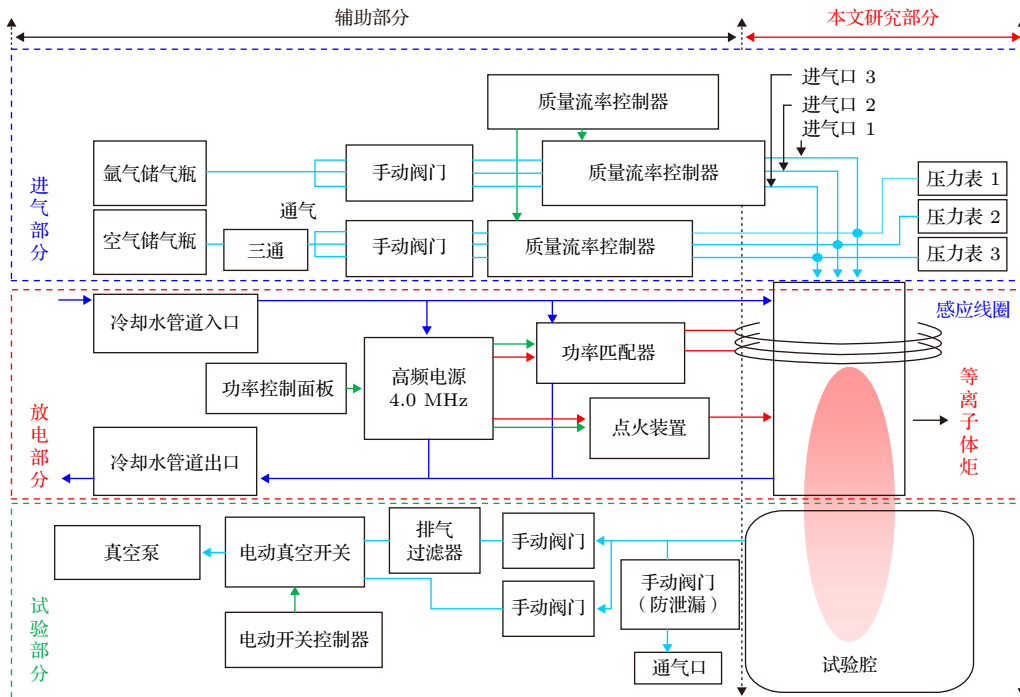 辅助部分
本文研究部分
进气部分
质量流率控制器
进气口 3
进气口 2
进气口 1
氩气储气瓶
手动阀门
质量流率控制器
压力表 1
空气储气瓶
通气
三通
手动阀门
质量流率控制器
压力表 2
压力表 3
放电部分
冷却水管道入口
感应线圈
功率匹配器
高频电源
4.0 MHz
功率控制面板
点火装置
等离子体炬
冷却水管道出口
试验部分
真空泵
电动真空开关
排气
过滤器
手动阀门
手动阀门
手动阀门
(防泄漏)
电动开关控制器
通气口
试验腔